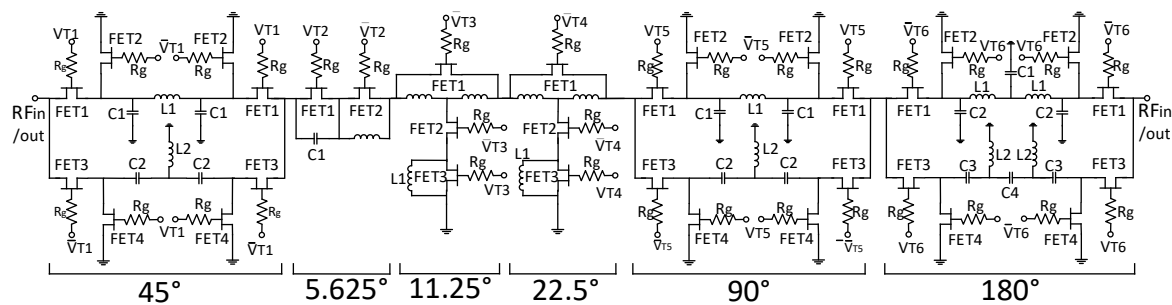 VT1 FET2 V̅T1 FET2 VT1 VT2 V̅T2 V̅T3 V̅T4 VT5 FET2 V̅T5 FET2 VT5 V̅T6 FET2 VT6 VT6 FET2 V̅T6
Rg Rg Rg Rg Rg Rg Rg Rg Rg Rg Rg Rg Rg Rg Rg Rg
C1
RFin FET1 L1 FET1 FET1 FET2 FET1 FET1 FET1 L1 FET1 FET1 L1 L1 FET1 RFin
/out C1 C1 C1 C1 C2 C2 /out
FET2 Rg FET2 Rg
V̅T3 V̅T4
C1
FET3 C2 L2 C2 FET3 L1 FET3 Rg L1 FET3 Rg FET3 C2 L2 C2 FET3 FET3 C3 L2 L2 C3 FET3
C4
VT3 VT4
Rg Rg VT1 Rg Rg Rg Rg VT5 Rg Rg Rg Rg V̅T6 Rg Rg
V̅T1 FET4 FET4 V̅T1 V̅T5 FET4 FET4 -V̅T5 VT6 FET4 FET4 VT6
45° 5.625° 11.25° 22.5° 90° 180°